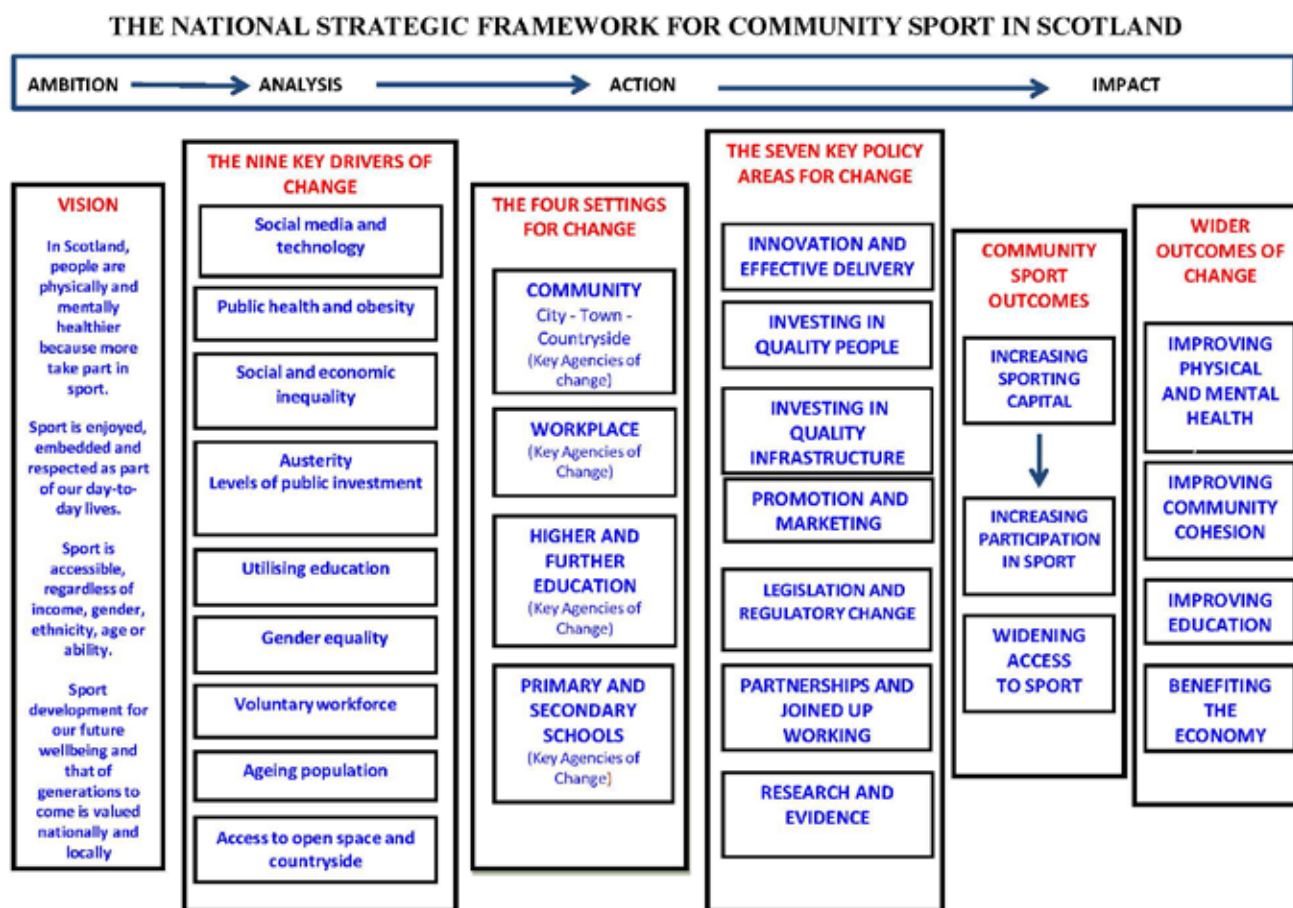 THE NATIONAL STRATEGIC FRAMEWORK FOR COMMUNITY SPORT IN SCOTLAND
AMBITION
ANALYSIS
ACTION
IMPACT
VISION
In Scotland,
people are
physically and
mentally
healthier
because more
take part in
sport.
Sport is enjoyed,
embedded and
respected as part
of our day-to-
day lives.
Sport is
accessible,
regardless of
income, gender,
ethnicity, age or
ability.
Sport
development for
our future
wellbeing and
that of
generations to
come is valued
nationally and
locally
THE NINE KEY DRIVERS OF
CHANGE
Social media and
technology
Public health and obesity
Social and economic
inequality
Austerity
Levels of public investment
Utilising education
Gender equality
Voluntary workforce
Ageing population
Access to open space and
countryside
THE FOUR SETTINGS
FOR CHANGE
COMMUNITY
City - Town -
Countryside
(Key Agencies of
change)
WORKPLACE
(Key Agencies of
Change)
HIGHER AND
FURTHER
EDUCATION
(Key Agencies of
Change)
PRIMARY AND
SECONDARY
SCHOOLS
(Key Agencies of
Change)
THE SEVEN KEY POLICY
AREAS FOR CHANGE
INNOVATION AND
EFFECTIVE DELIVERY
INVESTING IN
QUALITY PEOPLE
INVESTING IN
QUALITY
INFRASTRUCTURE
PROMOTION AND
MARKETING
LEGISLATION AND
REGULATORY CHANGE
PARTNERSHIPS AND
JOINED UP
WORKING
RESEARCH AND
EVIDENCE
COMMUNITY
SPORT
OUTCOMES
INCREASING
SPORTING
CAPITAL
INCREASING
PARTICIPATION
IN SPORT
WIDENING
ACCESS
TO SPORT
WIDER
OUTCOMES OF
CHANGE
IMPROVING
PHYSICAL
AND MENTAL
HEALTH
IMPROVING
COMMUNITY
COHESION
IMPROVING
EDUCATION
BENEFITING
THE
ECONOMY